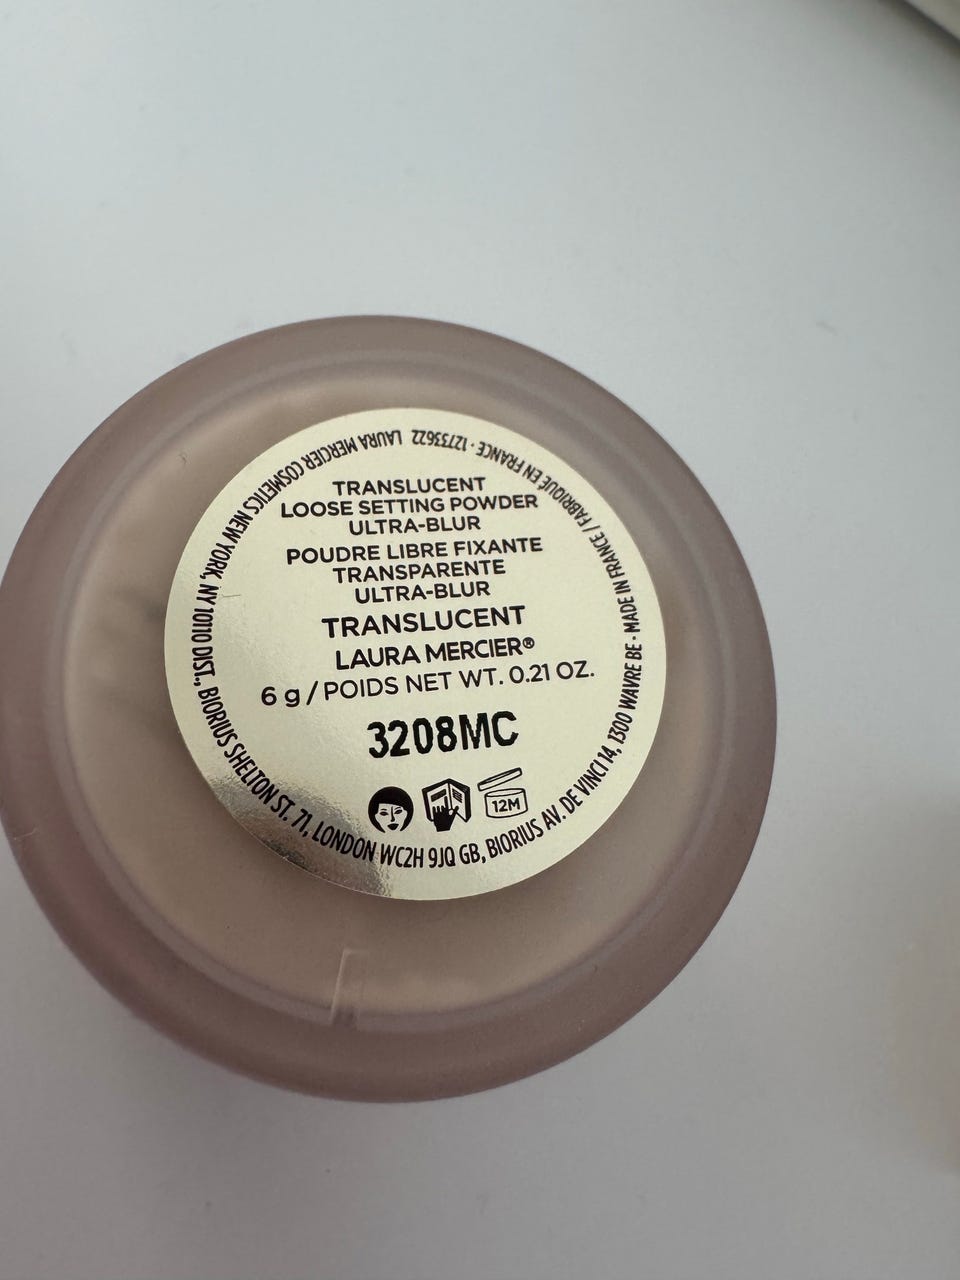 TRANSLUCENT
LOOSE SETTING POWDER
ULTRA-BLUR
POUDRE LIBRE FIXANTE
TRANSPARENTE
ULTRA-BLUR
TRANSLUCENT
LAURA MERCIER®
6 g / POIDS NET WT. 0.21 OZ.
3208MC
12M
LAURA MERCIER COSMETICS NEW YORK, NY 10110 DIST., BIORIUS SHELTON ST. 71, LONDON WC2H 9JQ GB, BIORIUS AV. DE VINCI 14, 1300 WAVRE BE · MADE IN FRANCE / FABRIQUÉ EN FRANCE · 12733622